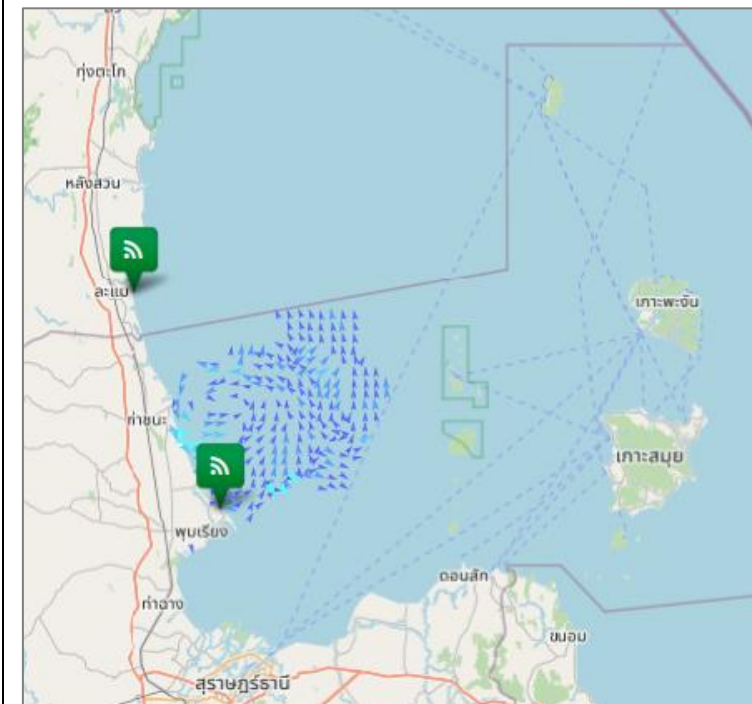 ทุ่งตะโก
หลังสวน
ละแม
เกาะพะงัน
ท่าชนะ
เกาะสมุย
พุมเรียง
ดอนสัก
ท่าฉาง
ขนอม
สุราษฎร์ธานี